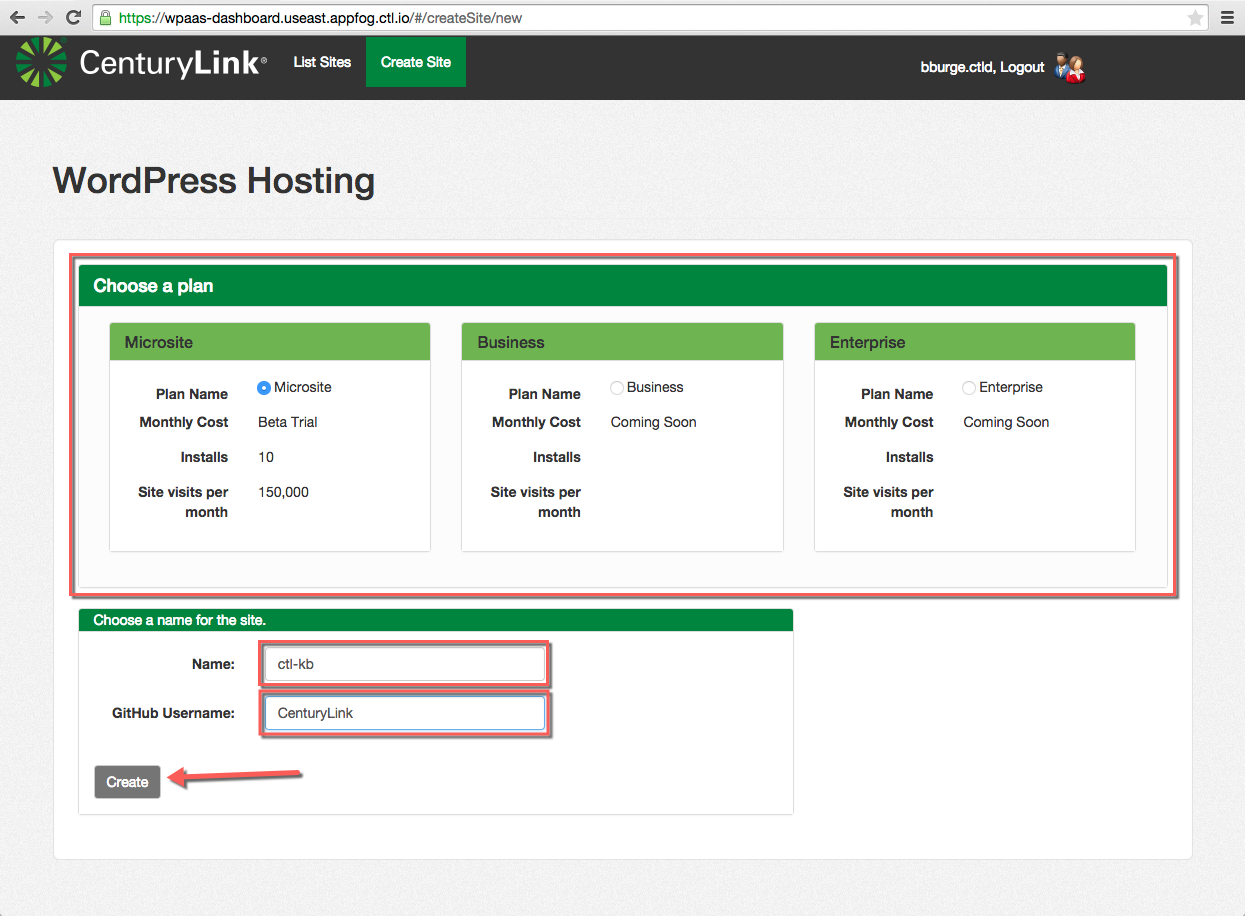 https://wpaas-dashboard.useast.appfog.ctl.io/#/createSite/new
CenturyLink®
List Sites
Create Site
bburge.ctld, Logout
WordPress Hosting
Choose a plan
Microsite
Plan Name
Microsite
Monthly Cost
Beta Trial
Installs
10
Site visits per
month
150,000
Business
Plan Name
Business
Monthly Cost
Coming Soon
Installs
Site visits per
month
Enterprise
Plan Name
Enterprise
Monthly Cost
Coming Soon
Installs
Site visits per
month
Choose a name for the site.
Name:
ctl-kb
GitHub Username:
CenturyLink
Create